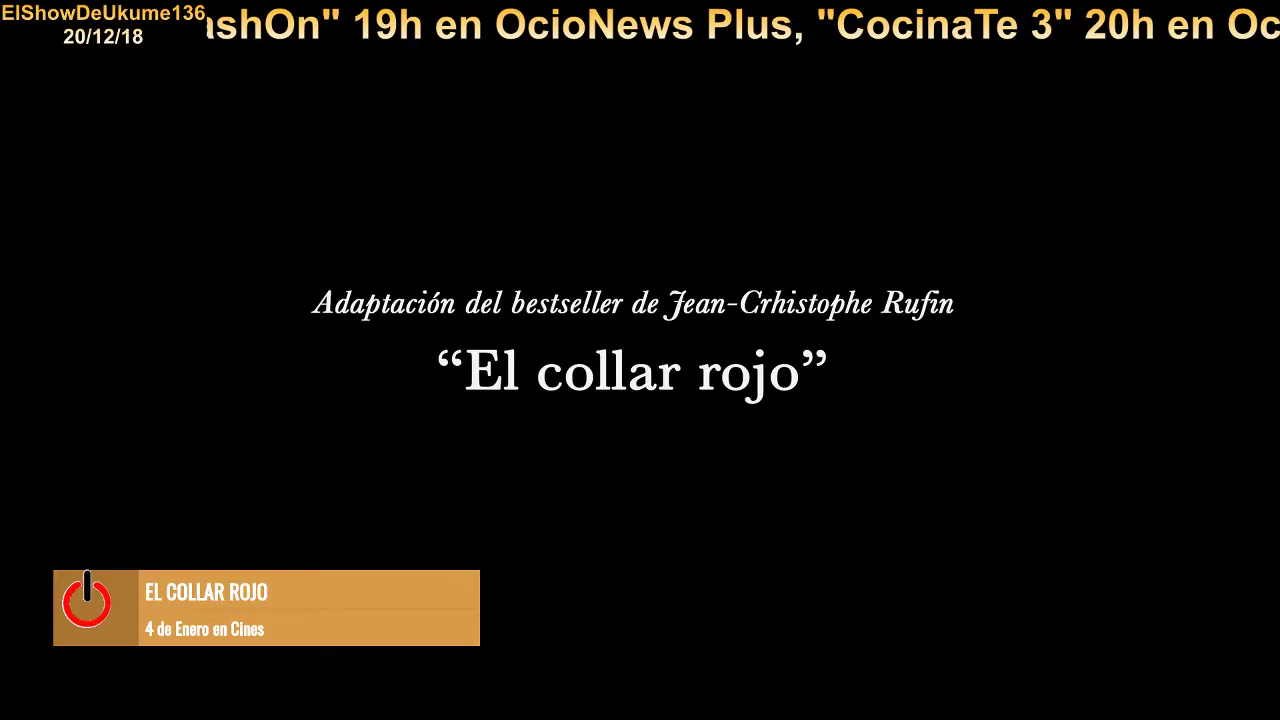 ElShowDeUkume136
20/12/18
ashOn" 19h en OcioNews Plus, "CocinaTe 3" 20h en Oc
Adaptación del bestseller de Jean-Crhistophe Rufin
“El collar rojo”
EL COLLAR ROJO
4 de Enero en Cines